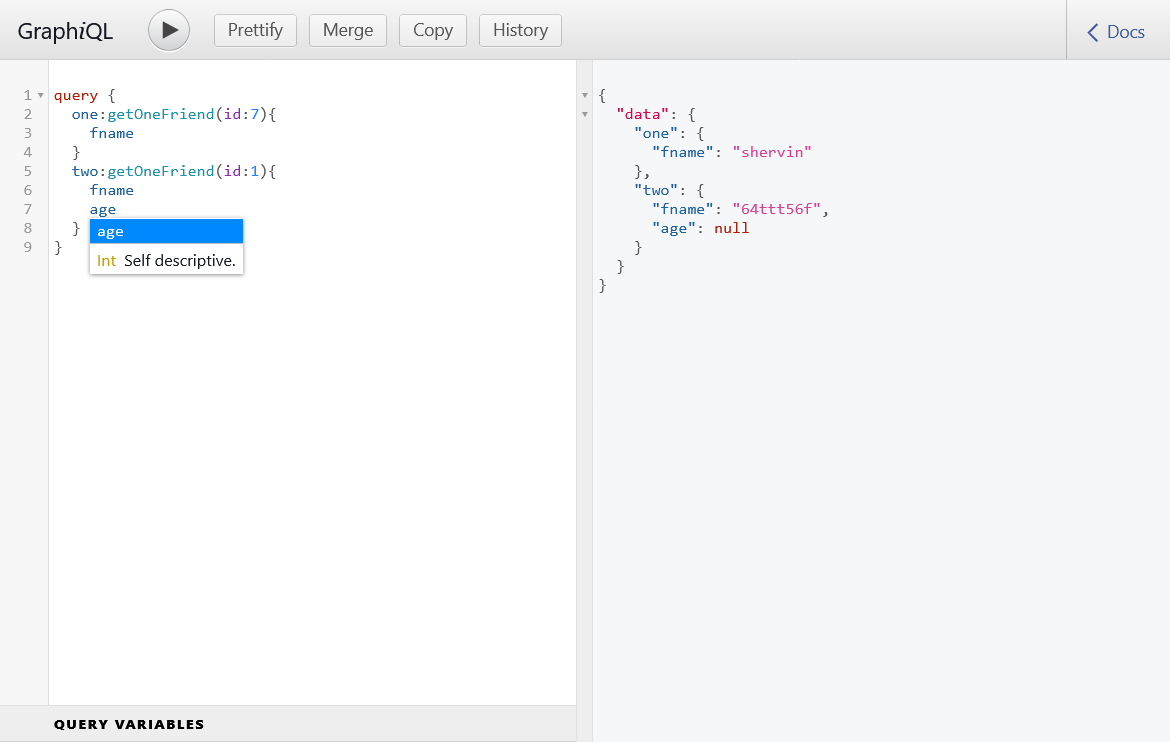 GraphiQL
Prettify Merge Copy History
Docs
1 query {
2 one:getOneFriend(id:7){
3 fname
4 }
5 two:getOneFriend(id:1){
6 fname
7 age
8 }
9 }
age
Int Self descriptive.
QUERY VARIABLES
{
"data": {
"one": {
"fname": "shervin"
},
"two": {
"fname": "64ttt56f",
"age": null
}
}
}